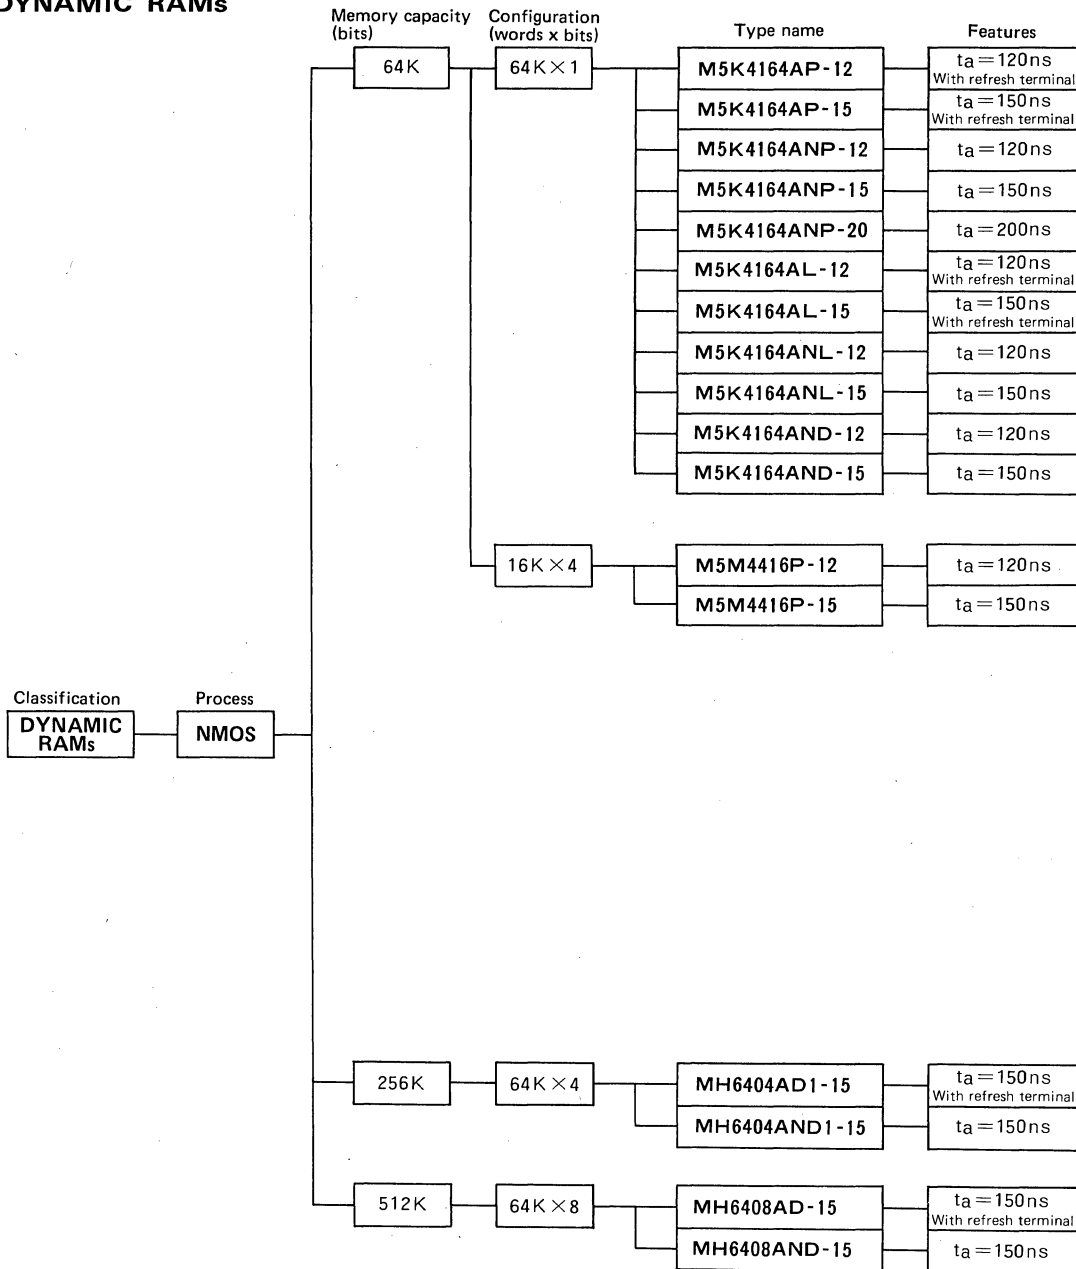 DYNAMIC RAMs
Memory capacity (bits)
Configuration (words x bits)
Type name
Features
64K
64K×1
M5K4164AP-12
ta=120ns
With refresh terminal
M5K4164AP-15
ta=150ns
With refresh terminal
M5K4164ANP-12
ta=120ns
M5K4164ANP-15
ta=150ns
M5K4164ANP-20
ta=200ns
M5K4164AL-12
ta=120ns
With refresh terminal
M5K4164AL-15
ta=150ns
With refresh terminal
M5K4164ANL-12
ta=120ns
M5K4164ANL-15
ta=150ns
M5K4164AND-12
ta=120ns
M5K4164AND-15
ta=150ns
16K×4
M5M4416P-12
ta=120ns
M5M4416P-15
ta=150ns
Classification
Process
DYNAMIC
RAMs
NMOS
256K
64K×4
MH6404AD1-15
ta=150ns
With refresh terminal
MH6404AND1-15
ta=150ns
512K
64K×8
MH6408AD-15
ta=150ns
With refresh terminal
MH6408AND-15
ta=150ns